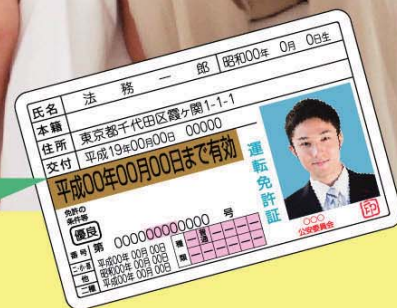 氏名 法務一郎 昭和00年 0月 0日生
本籍
住所 東京都千代田区霞ヶ関1-1-1
交付 平成19年00月00日 00000
平成00年00月00日まで有効
免許の
条件等
優良
番号 第 000000000000 号
二・小・原 平成00年00月00日
他 昭和00年00月00日
二種 平成00年00月00日
種類 普通
運転免許証
000
公安委員会
印